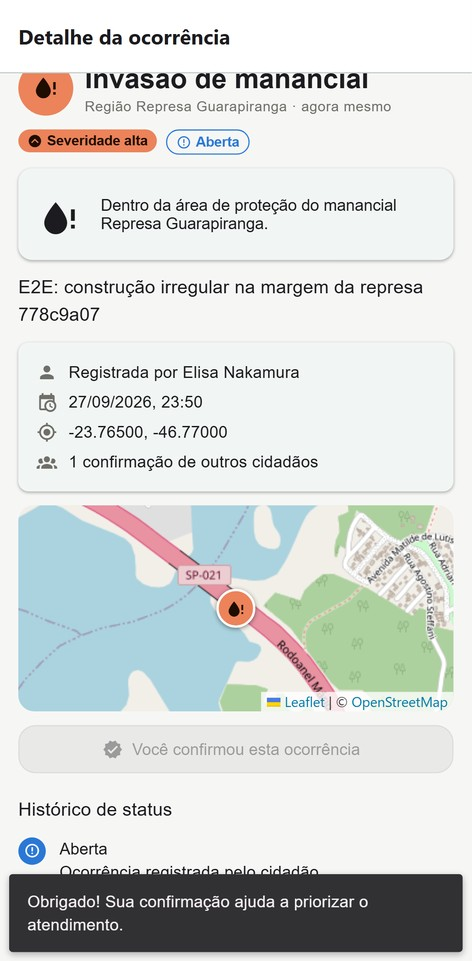 Detalhe da ocorrência
Invasão de manancial
Região Represa Guarapiranga · agora mesmo
Severidade alta
Aberta
Dentro da área de proteção do manancial
Represa Guarapiranga.
E2E: construção irregular na margem da represa
778c9a07
Registrada por Elisa Nakamura
27/09/2026, 23:50
-23.76500, -46.77000
1 confirmação de outros cidadãos
SP-021
Avenida Matilde de Lutis
Rua Adrian
Rua Agostino Steffani
Rodoanel M
Leaflet | © OpenStreetMap
Você confirmou esta ocorrência
Histórico de status
Aberta
Ocorrência registrada pelo cidadão
Obrigado! Sua confirmação ajuda a priorizar o
atendimento.